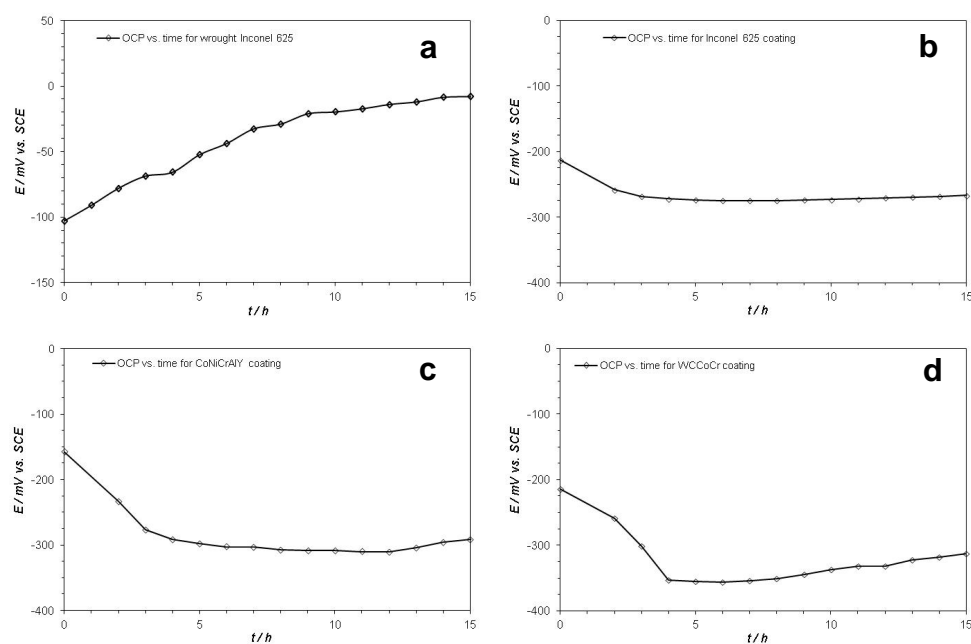 50
OCP vs. time for wrought Inconel 625
a
0
-50
-100
-150
E / mV vs. SCE
0 5 10 15
t / h
-0
OCP vs. time for Inconel 625 coating
b
-100
-200
-300
-400
E / mV vs. SCE
0 5 10 15
t / h
0
OCP vs. time for CoNiCrAlY coating
c
-100
-200
-300
-400
E / mV vs. SCE
0 5 10 15
t / h
0
OCP vs. time for WCCoCr coating
d
-100
-200
-300
-400
E / mV vs. SCE
0 5 10 15
t / h